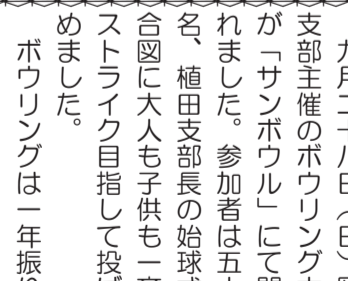 九月二十八日（日）
支部主催のボウリング
が「サンボウル」にて
れました。参加者は五
名、植田支部長の始球
合図に大人も子供も一
ストライク目指して投
めました。
ボウリングは一年振